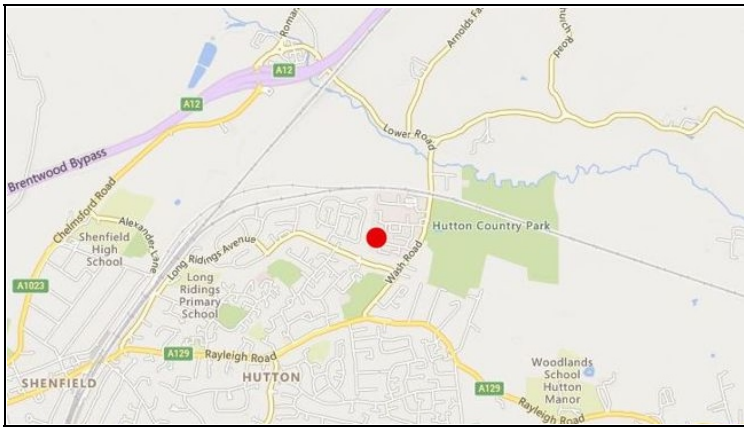 Roman
A12
A12
Arnolds Fa
hurch
Road
Lower Road
Brentwood Bypass
Chelmsford Road
Alexander Lane
Shenfield
High
School
Long Ridings Avenue
Hutton Country Park
Wash Road
Long
Ridings
Primary
School
A1023
A129
Rayleigh Road
SHENFIELD
HUTTON
Woodlands
School
Hutton
Manor
A129
Rayleigh Road